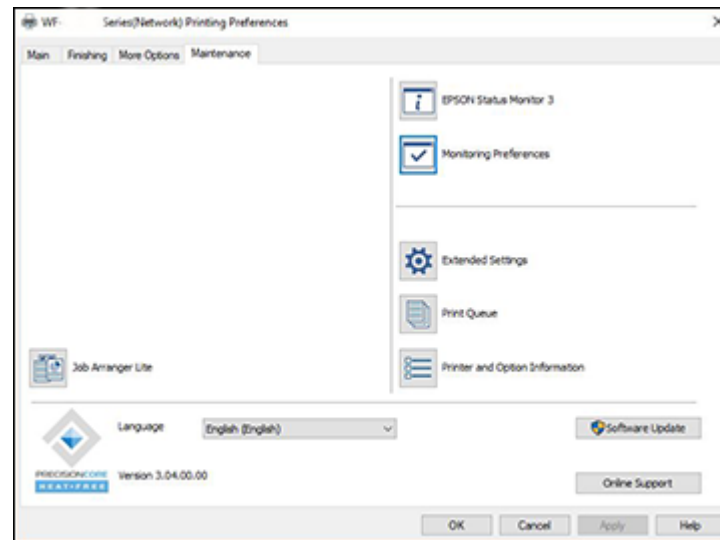 WF- Series(Network) Printing Preferences
Main Finishing More Options Maintenance
EPSON Status Monitor 3
Monitoring Preferences
Extended Settings
Print Queue
Job Arranger Lite
Printer and Option Information
Language English (English)
Software Update
PRECISIONCORE
HEAT-FREE
Version 3.04.00.00
Online Support
OK Cancel Apply Help